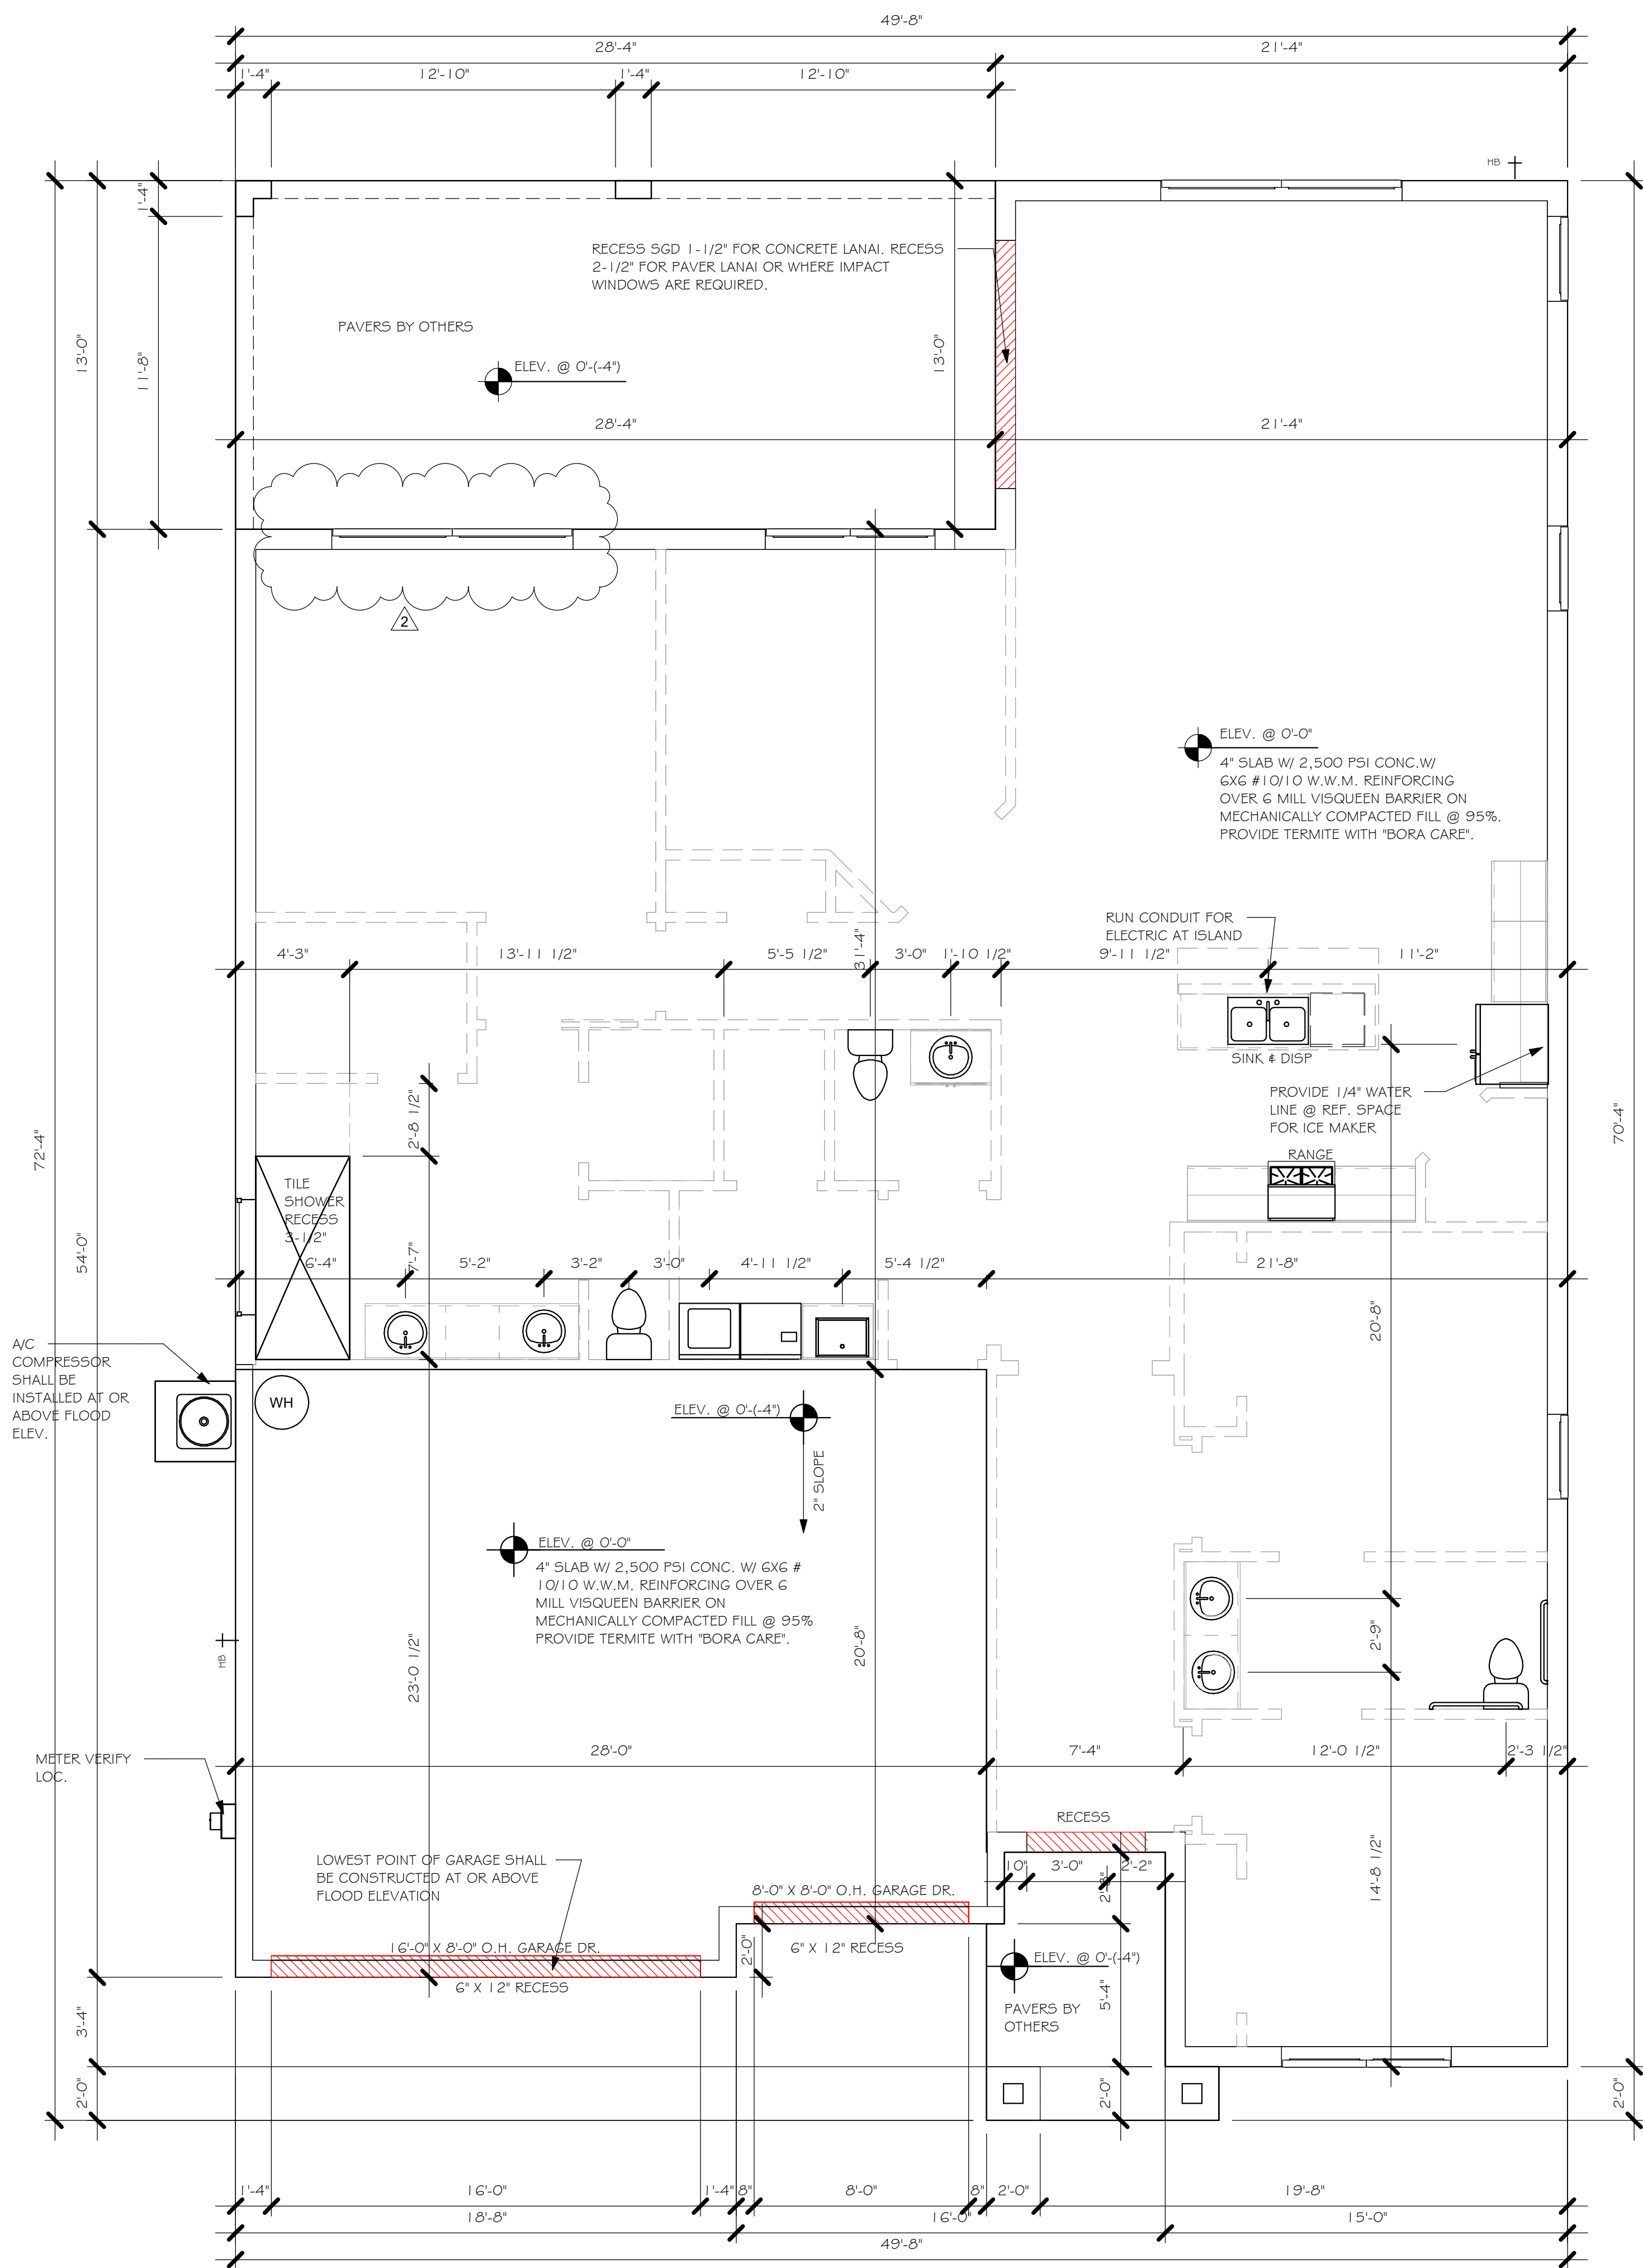 49'-8"
28'-4"
21'-4"
1'-4"
12'-10"
1'-4"
12'-10"
HB
1'-4"
13'-0"
11'-8"
RECESS SGD 1-1/2" FOR CONCRETE LANAI. RECESS
2-1/2" FOR PAVER LANAI OR WHERE IMPACT
WINDOWS ARE REQUIRED.
PAVERS BY OTHERS
13'-0"
ELEV. @ 0'-(-4")
28'-4"
21'-4"
2
ELEV. @ 0'-0"
4" SLAB W/ 2,500 PSI CONC.W/
6X6 #10/10 W.W.M. REINFORCING
OVER 6 MILL VISQUEEN BARRIER ON
MECHANICALLY COMPACTED FILL @ 95%.
PROVIDE TERMITE WITH "BORA CARE".
RUN CONDUIT FOR
ELECTRIC AT ISLAND
4'-3"
13'-11 1/2"
5'-5 1/2"
31'-4"
3'-0"
1'-10 1/2"
9'-11 1/2"
11'-2"
SINK & DISP
PROVIDE 1/4" WATER
LINE @ REF. SPACE
FOR ICE MAKER
RANGE
72'-4"
70'-4"
2'-8 1/2"
TILE
SHOWER
RECESS
3-1/2"
54'-0"
6'-4"
7'-7"
5'-2"
3'-2"
3'-0"
4'-11 1/2"
5'-4 1/2"
21'-8"
20'-8"
A/C
COMPRESSOR
SHALL BE
INSTALLED AT OR
ABOVE FLOOD
ELEV.
WH
ELEV. @ 0'-(-4")
2" SLOPE
ELEV. @ 0'-0"
4" SLAB W/ 2,500 PSI CONC. W/ 6X6 #
10/10 W.W.M. REINFORCING OVER 6
MILL VISQUEEN BARRIER ON
MECHANICALLY COMPACTED FILL @ 95%
PROVIDE TERMITE WITH "BORA CARE".
HB
23'-0 1/2"
20'-8"
2'-9"
METER VERIFY
LOC.
28'-0"
7'-4"
12'-0 1/2"
2'-3 1/2"
RECESS
LOWEST POINT OF GARAGE SHALL
BE CONSTRUCTED AT OR ABOVE
FLOOD ELEVATION
10"
3'-0"
2'-2"
2'-8"
14'-8 1/2"
8'-0" X 8'-0" O.H. GARAGE DR.
16'-0" X 8'-0" O.H. GARAGE DR.
2'-0"
6" X 12" RECESS
6" X 12" RECESS
ELEV. @ 0'-(-4")
5'-4"
PAVERS BY
OTHERS
3'-4"
2'-0"
2'-0"
2'-0"
1'-4"
16'-0"
1'-4"
8"
8'-0"
8"
2'-0"
19'-8"
18'-8"
16'-0"
15'-0"
49'-8"